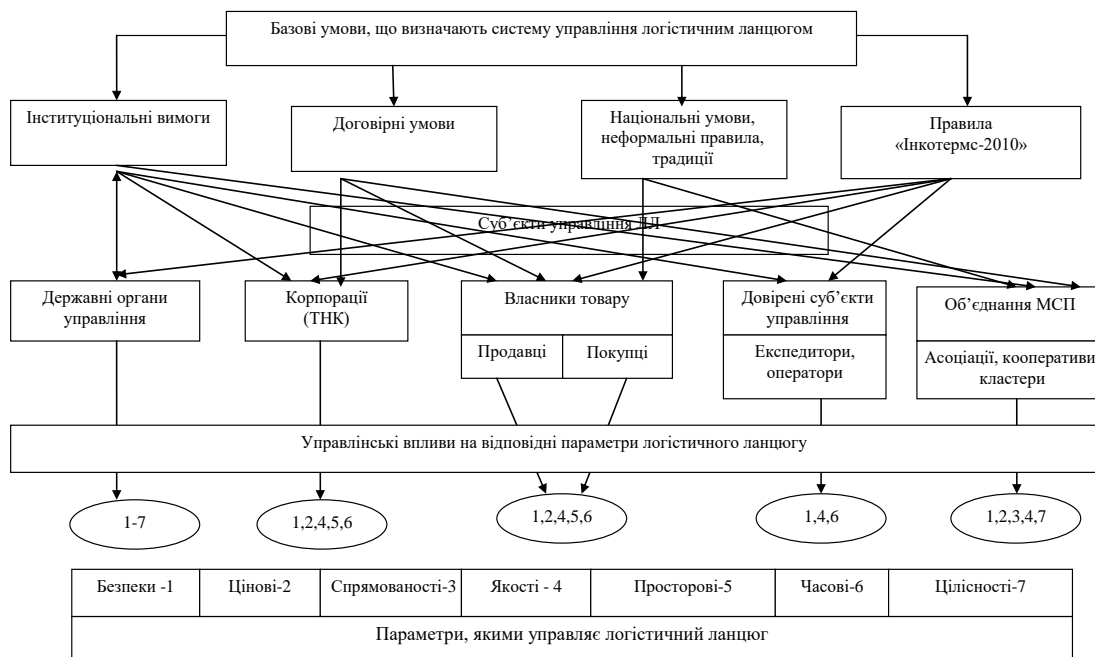 Базові умови, що визначають систему управління логістичним ланцюгом
Інституціональні вимоги
Договірні умови
Національні умови,
неформальні правила,
традиції
Правила
«Інкотермс-2010»
Суб΄єкти управління ЛЛ
Державні органи
управління
Корпорації
(ТНК)
Власники товару
Продавці
Покупці
Довірені суб’єкти
управління
Експедитори,
оператори
Об’єднання МСП
Асоціації, кооперативи
кластери
Управлінські впливи на відповідні параметри логістичного ланцюгу
1-7
1,2,4,5,6
1,2,4,5,6
1,4,6
1,2,3,4,7
Безпеки -1
Цінові-2
Спрямованості-3
Якості - 4
Просторові-5
Часові-6
Цілісності-7
Параметри, якими управляє логістичний ланцюг